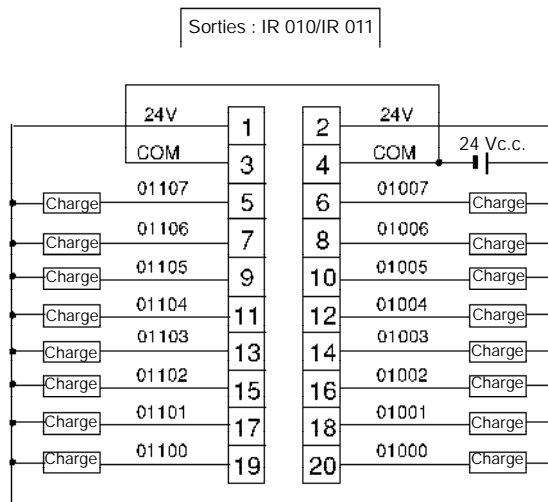 Sorties : IR 010/IR 011
24V 1 2 24V
COM 3 4 COM 24 Vc.c.
Charge 01107 5 6 01007 Charge
Charge 01106 7 8 01006 Charge
Charge 01105 9 10 01005 Charge
Charge 01104 11 12 01004 Charge
Charge 01103 13 14 01003 Charge
Charge 01102 15 16 01002 Charge
Charge 01101 17 18 01001 Charge
Charge 01100 19 20 01000 Charge